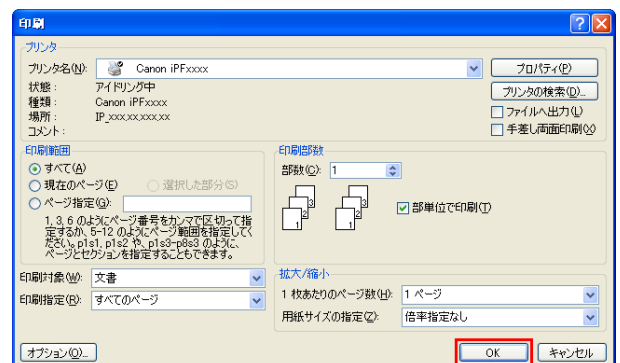 印刷
プリンタ
プリンタ名(N): Canon iPFxxxx プロパティ(P)
状態: アイドリング中 プリンタの検索(D)...
種類: Canon iPFxxxx ファイルへ出力(L)
場所: IP_xxx,xx,xxx,xx 手差し両面印刷(X)
コメント:
印刷範囲
すべて(A)
現在のページ(E) 選択した部分(S)
ページ指定(G):
1, 3, 6 のようにページ番号をカンマで区切って指
定するか、5-12 のようにページ範囲を指定してく
ださい。p1s1, p1s2 や、p1s3-p8s3 のように、
ページとセクションを指定することもできます。
印刷部数
部数(C): 1
1 2 3 1 2 3 部単位で印刷(T)
印刷対象(W): 文書
印刷指定(R): すべてのページ
拡大/縮小
1 枚あたりのページ数(H): 1 ページ
用紙サイズの指定(Z): 倍率指定なし
オプション(O)... OK キャンセル